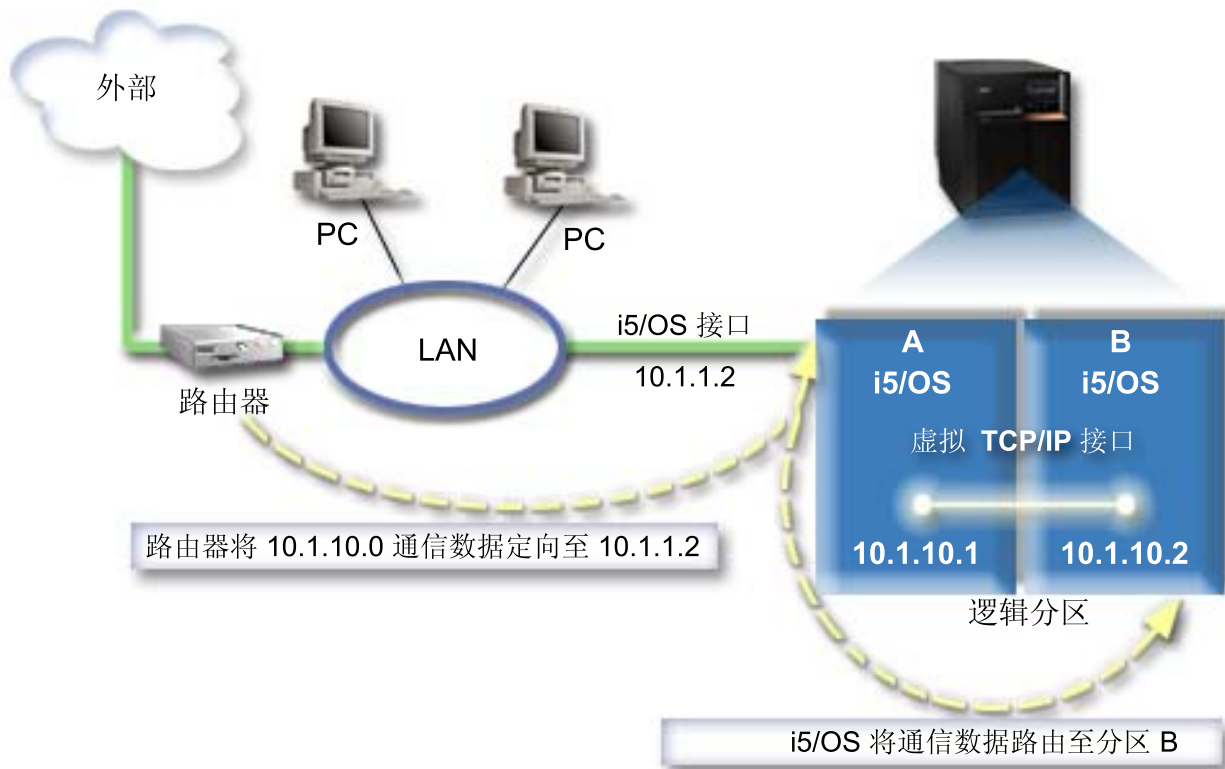 外部
PC
PC
LAN
路由器
i5/OS 接口
10.1.1.2
A
i5/OS
B
i5/OS
虚拟 TCP/IP 接口
10.1.10.1
10.1.10.2
逻辑分区
路由器将 10.1.10.0 通信数据定向至 10.1.1.2
i5/OS 将通信数据路由至分区 B